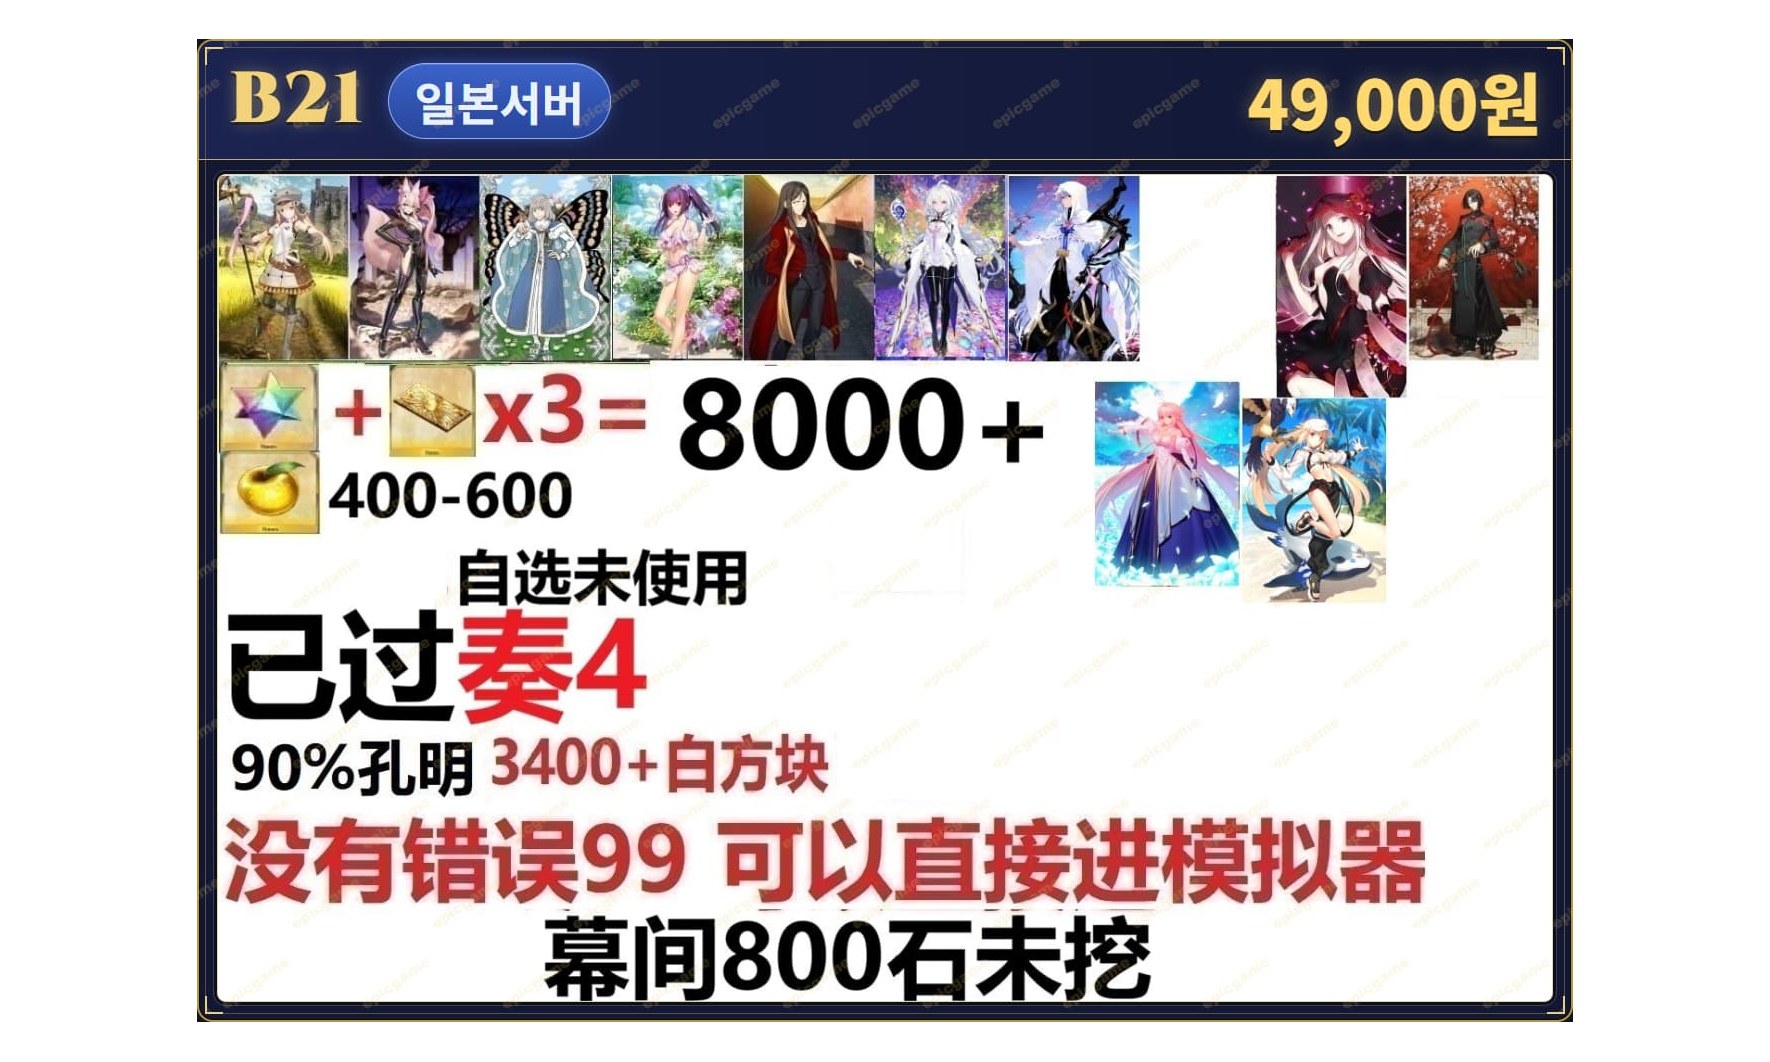 B21 일본서버 49,000원
+ x3= 8000+
400-600
自选未使用
已过奏4
90%孔明 3400+白方块
没有错误99 可以直接进模拟器
幕间800石未挖
epicgame